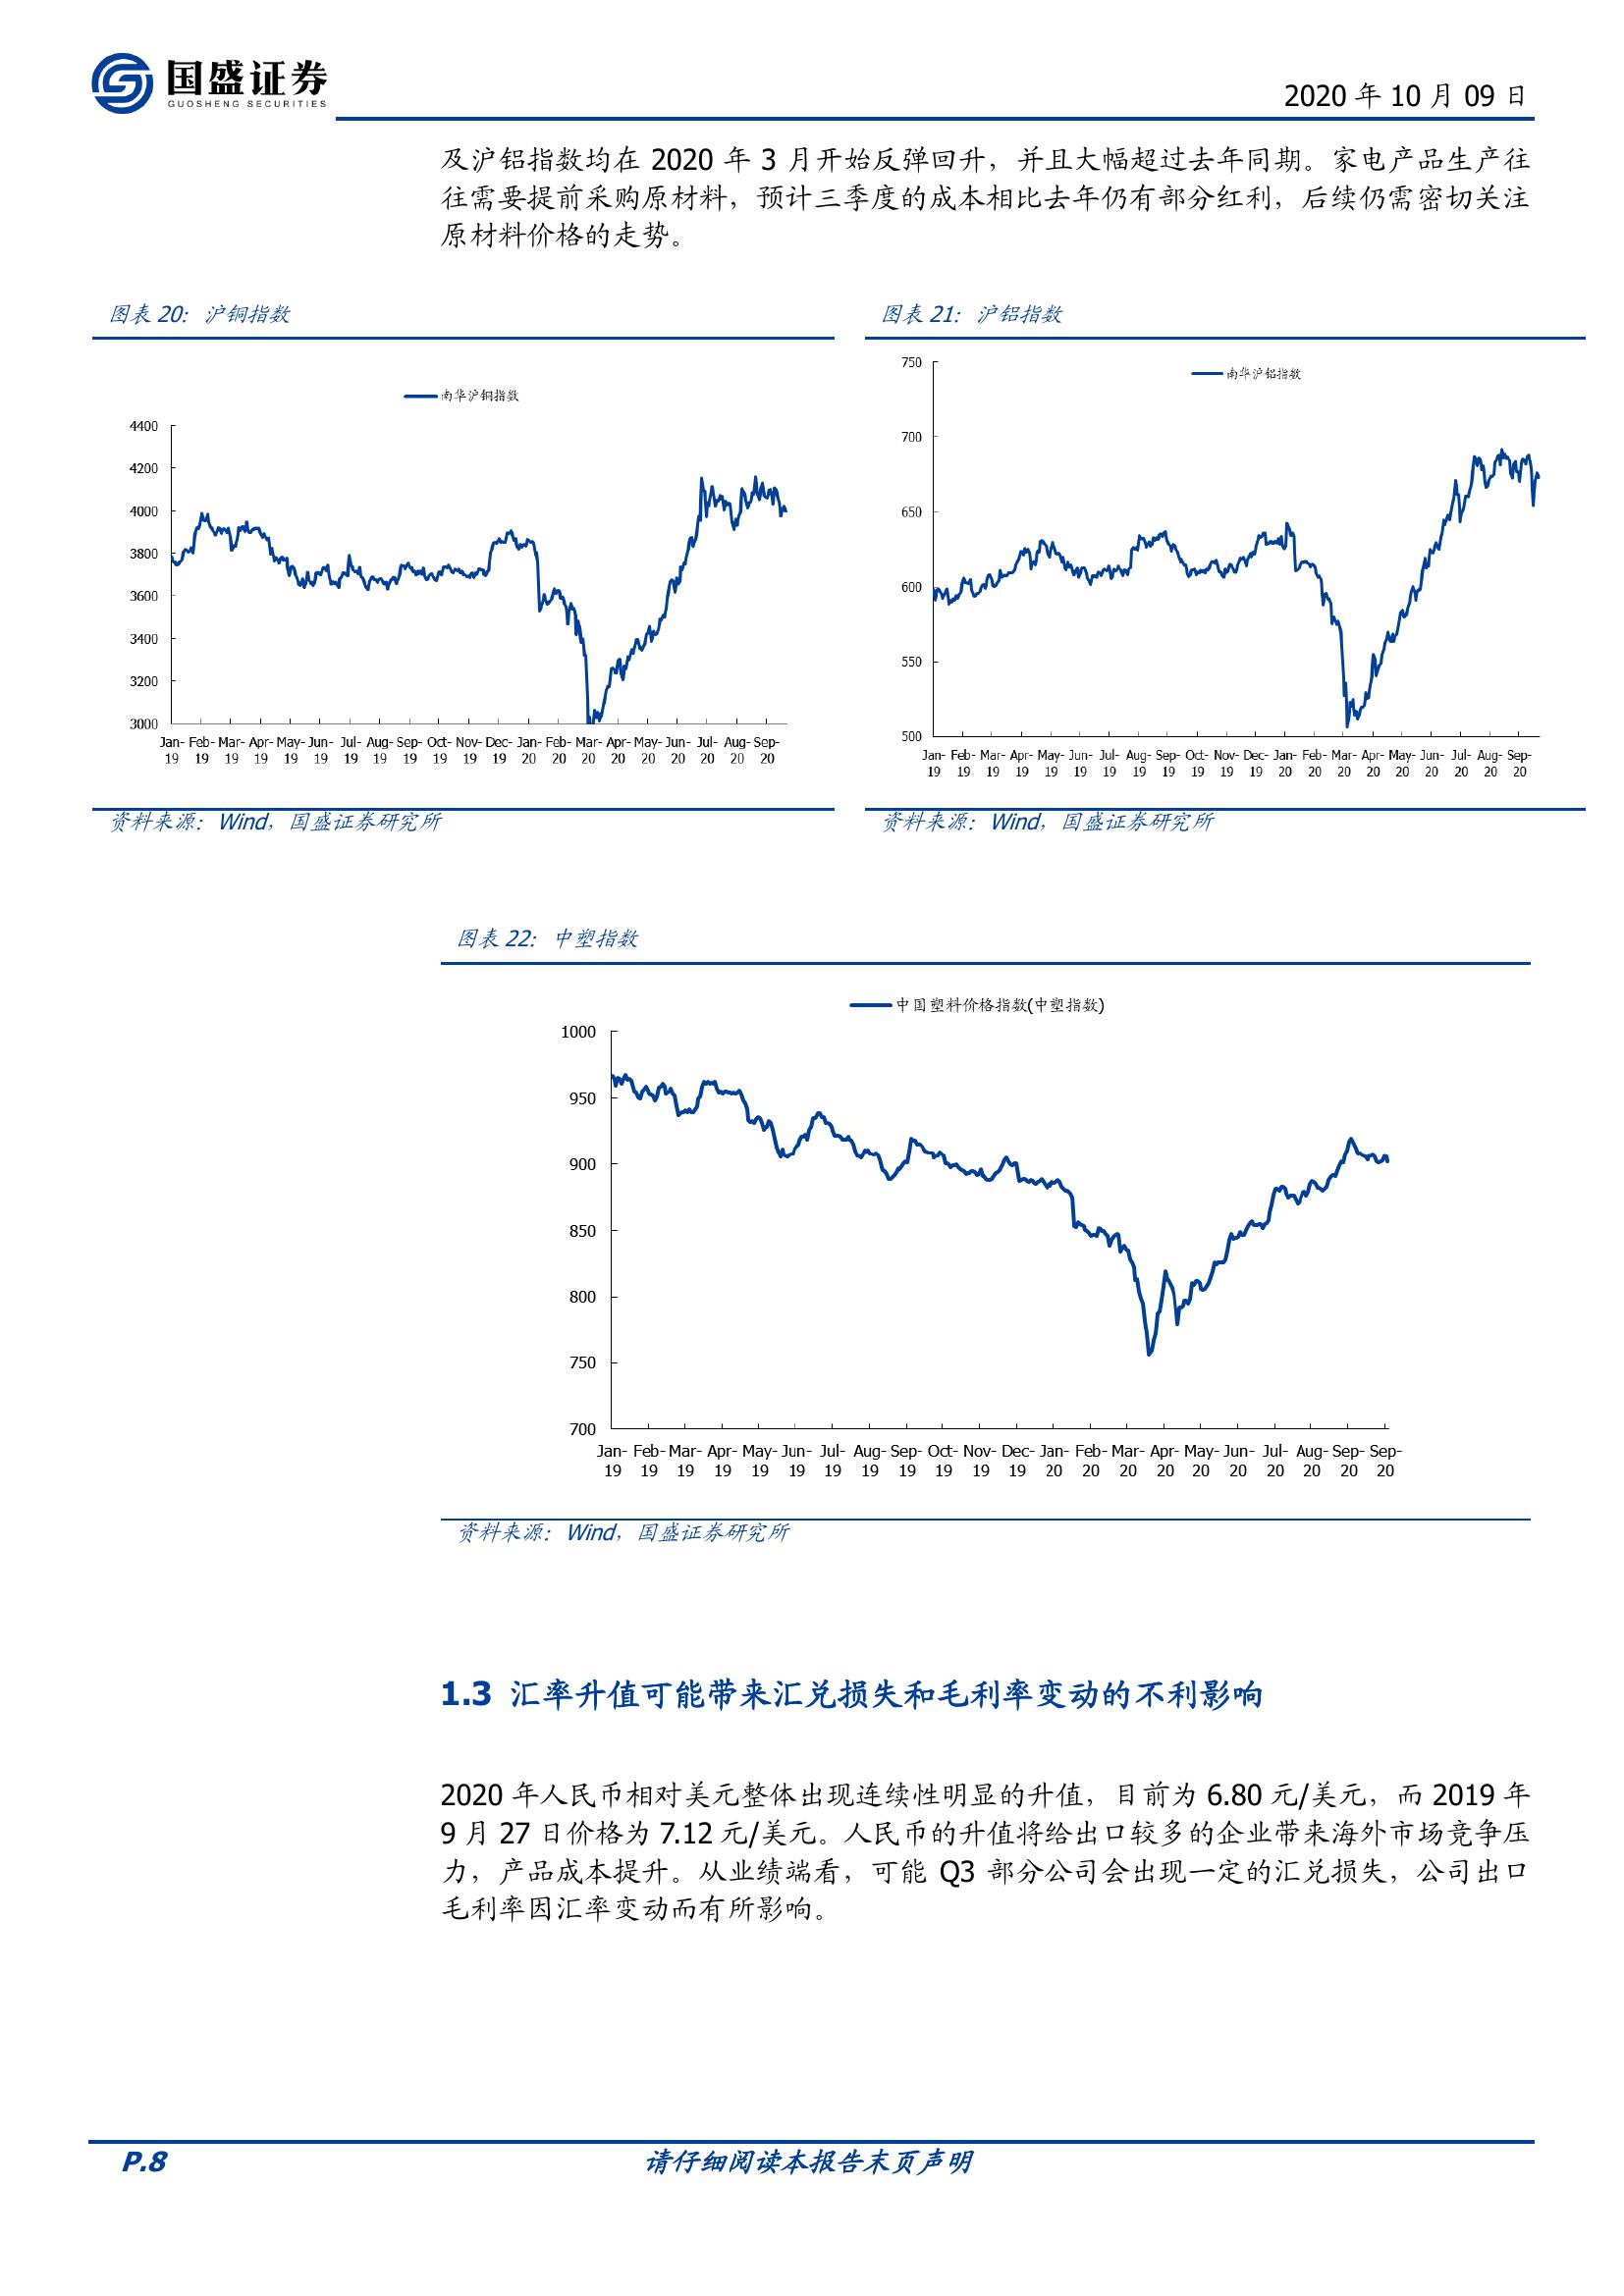 国盛证券
GUOSHENG SECURITIES
2020 年 10 月 09 日
及沪铝指数均在 2020 年 3 月开始反弹回升，并且大幅超过去年同期。家电产品生产往
往需要提前采购原材料，预计三季度的成本相比去年仍有部分红利，后续仍需密切关注
原材料价格的走势。
图表 20：沪铜指数
南华沪铜指数
4400
4200
4000
3800
3600
3400
3200
3000
Jan- Feb- Mar- Apr- May- Jun- Jul- Aug- Sep- Oct- Nov- Dec- Jan- Feb- Mar- Apr- May- Jun- Jul- Aug- Sep-
19 19 19 19 19 19 19 19 19 19 19 19 20 20 20 20 20 20 20 20 20
资料来源：Wind，国盛证券研究所
图表 21：沪铝指数
南华沪铝指数
750
700
650
600
550
500
Jan- Feb- Mar- Apr- May- Jun- Jul- Aug- Sep- Oct- Nov- Dec- Jan- Feb- Mar- Apr- May- Jun- Jul- Aug- Sep-
19 19 19 19 19 19 19 19 19 19 19 19 20 20 20 20 20 20 20 20 20
资料来源：Wind，国盛证券研究所
图表 22：中塑指数
中国塑料价格指数(中塑指数)
1000
950
900
850
800
750
700
Jan- Feb- Mar- Apr- May- Jun- Jul- Aug- Sep- Oct- Nov- Dec- Jan- Feb- Mar- Apr- May- Jun- Jul- Aug- Sep- Sep-
19 19 19 19 19 19 19 19 19 19 19 19 20 20 20 20 20 20 20 20 20 20
资料来源：Wind，国盛证券研究所
1.3 汇率升值可能带来汇兑损失和毛利率变动的不利影响
2020 年人民币相对美元整体出现连续性明显的升值，目前为 6.80 元/美元，而 2019 年
9 月 27 日价格为 7.12 元/美元。人民币的升值将给出口较多的企业带来海外市场竞争压
力，产品成本提升。从业绩端看，可能 Q3 部分公司会出现一定的汇兑损失，公司出口
毛利率因汇率变动而有所影响。
P.8
请仔细阅读本报告末页声明